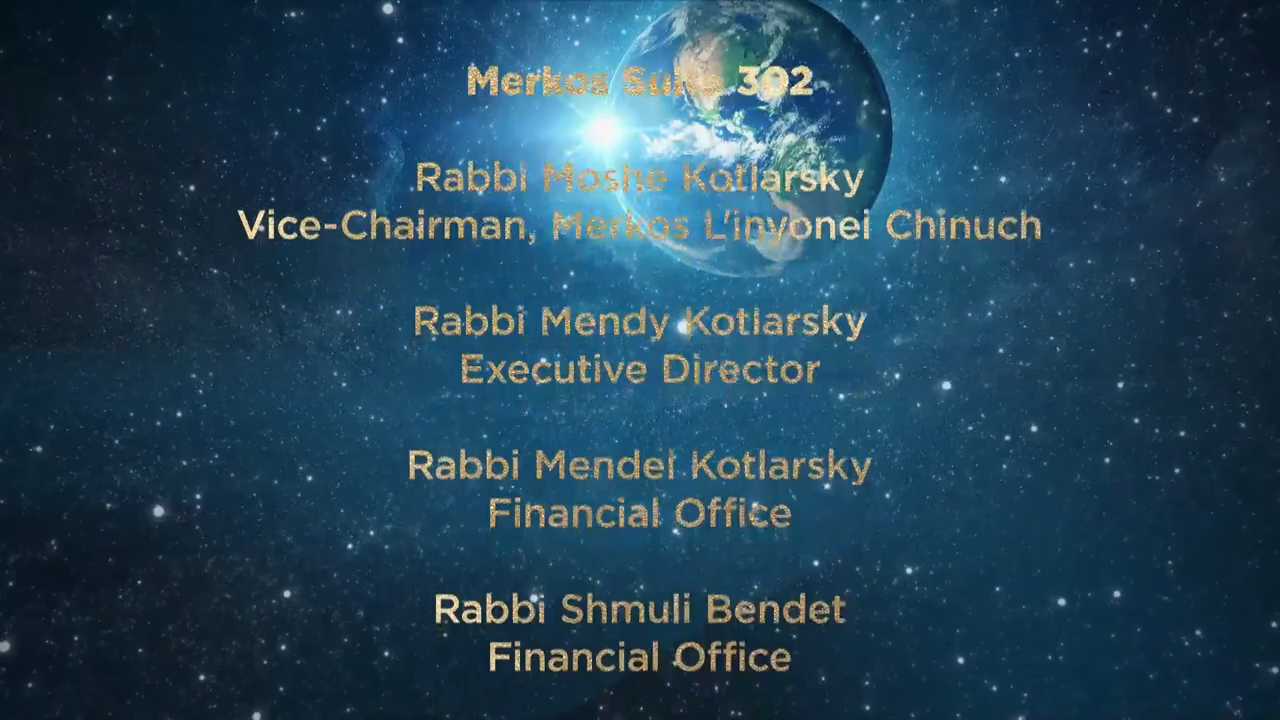 Merkos Suite 302
Rabbi Moshe Kotlarsky
Vice-Chairman, Merkos L'inyonei Chinuch
Rabbi Mendy Kotlarsky
Executive Director
Rabbi Mendel Kotlarsky
Financial Office
Rabbi Shmuli Bendet
Financial Office